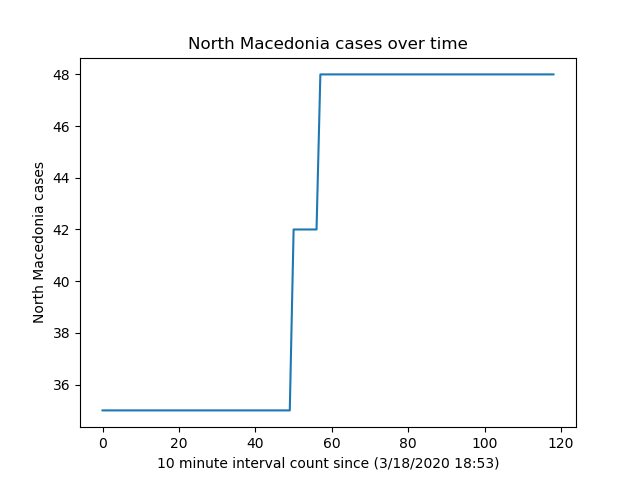 North Macedonia cases over time
North Macedonia cases
48
46
44
42
40
38
36
0 20 40 60 80 100 120
10 minute interval count since (3/18/2020 18:53)